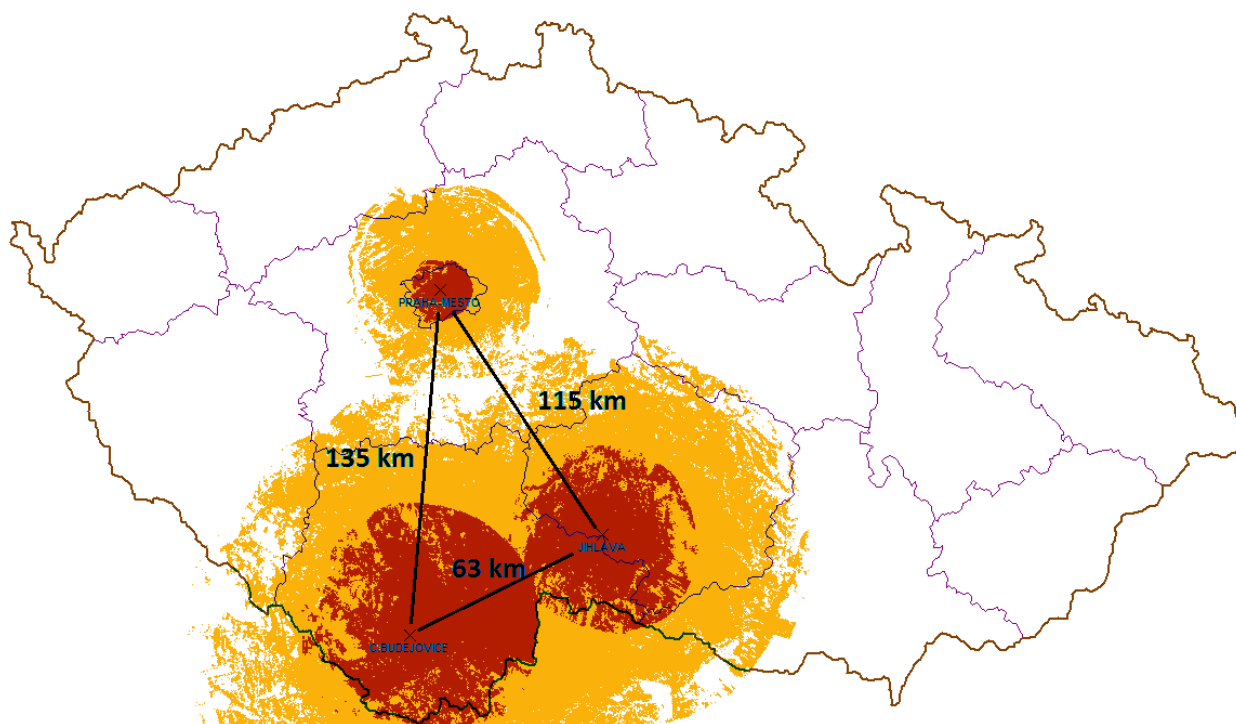 PRAHA-MESTO
115 km
135 km
JIHLAVA
63 km
C.BUDEJOVICE